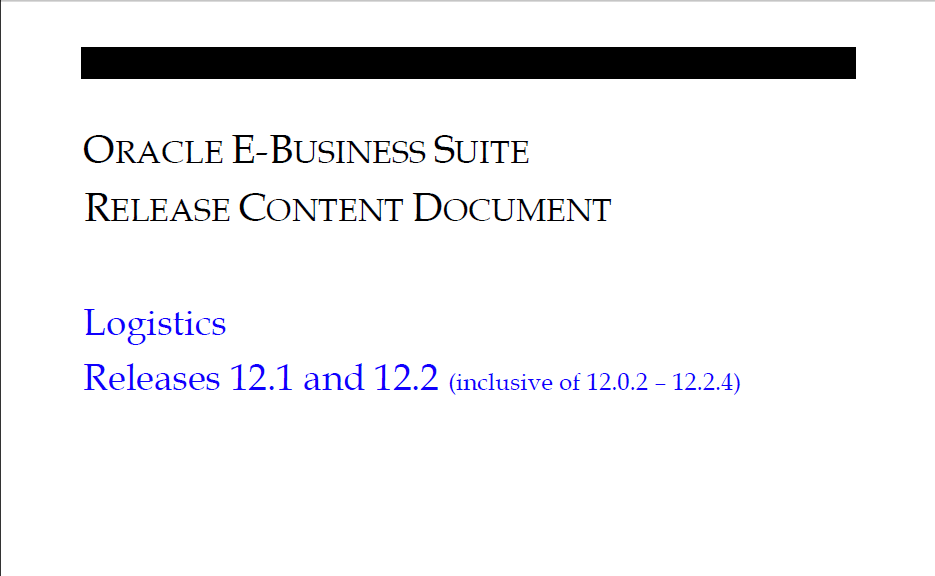 ORACLE E-BUSINESS SUITE
RELEASE CONTENT DOCUMENT
Logistics
Releases 12.1 and 12.2 (inclusive of 12.0.2 – 12.2.4)